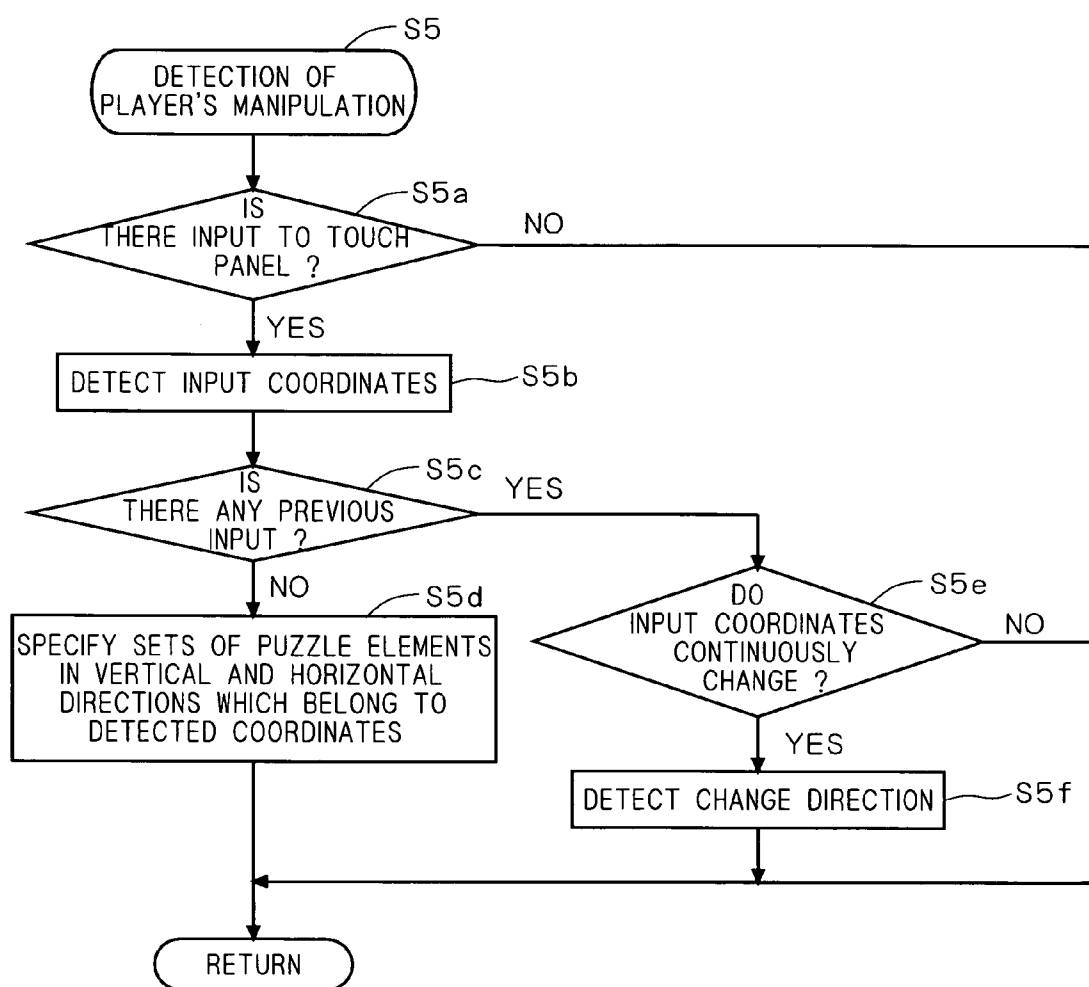 S5
DETECTION OF
PLAYER'S MANIPULATION
S5a
IS
THERE INPUT TO TOUCH
PANEL ?
NO
YES
DETECT INPUT COORDINATES
S5b
S5c
IS
THERE ANY PREVIOUS
INPUT ?
YES
NO
S5d
SPECIFY SETS OF PUZZLE ELEMENTS
IN VERTICAL AND HORIZONTAL
DIRECTIONS WHICH BELONG TO
DETECTED COORDINATES
S5e
DO
INPUT COORDINATES
CONTINUOUSLY
CHANGE ?
NO
YES
DETECT CHANGE DIRECTION
S5f
RETURN